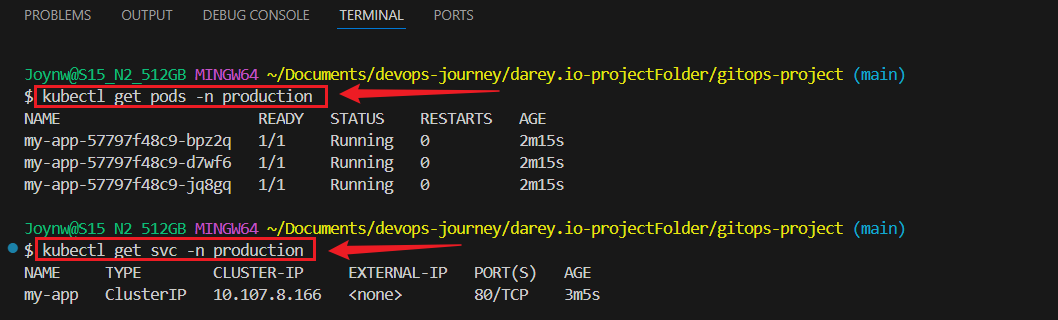 PROBLEMS OUTPUT DEBUG CONSOLE TERMINAL PORTS
Joynw@S15_N2_512GB MINGW64 ~/Documents/devops-journey/darey.io-projectFolder/gitops-project (main)
$ kubectl get pods -n production
NAME READY STATUS RESTARTS AGE
my-app-57797f48c9-bpz2q 1/1 Running 0 2m15s
my-app-57797f48c9-d7wf6 1/1 Running 0 2m15s
my-app-57797f48c9-jq8gq 1/1 Running 0 2m15s
Joynw@S15_N2_512GB MINGW64 ~/Documents/devops-journey/darey.io-projectFolder/gitops-project (main)
$ kubectl get svc -n production
NAME TYPE CLUSTER-IP EXTERNAL-IP PORT(S) AGE
my-app ClusterIP 10.107.8.166 <none> 80/TCP 3m5s